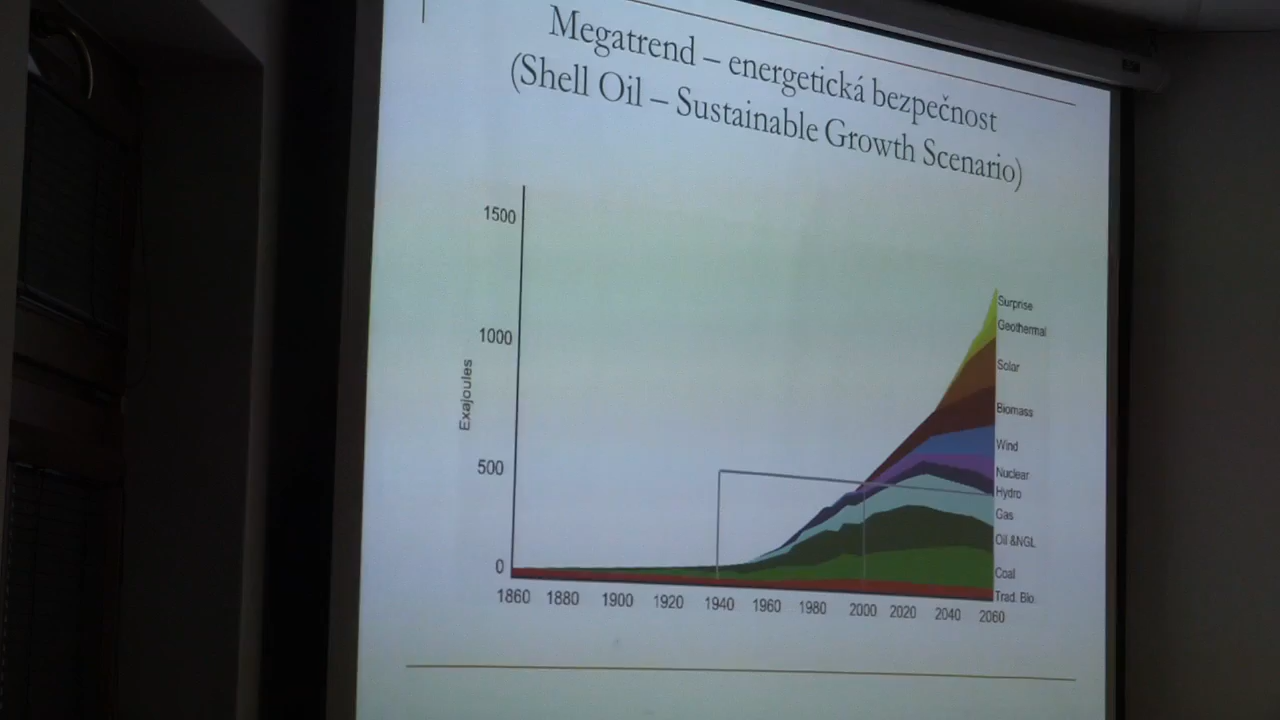 Megatrend – energetická bezpečnost
(Shell Oil – Sustainable Growth Scenario)
1500
1000
500
0
Exajoules
Surprise
Geothermal
Solar
Biomass
Wind
Nuclear
Hydro
Gas
Oil &NGL
Coal
Trad. Bio
1860 1880 1900 1920 1940 1960 1980 2000 2020 2040 2060